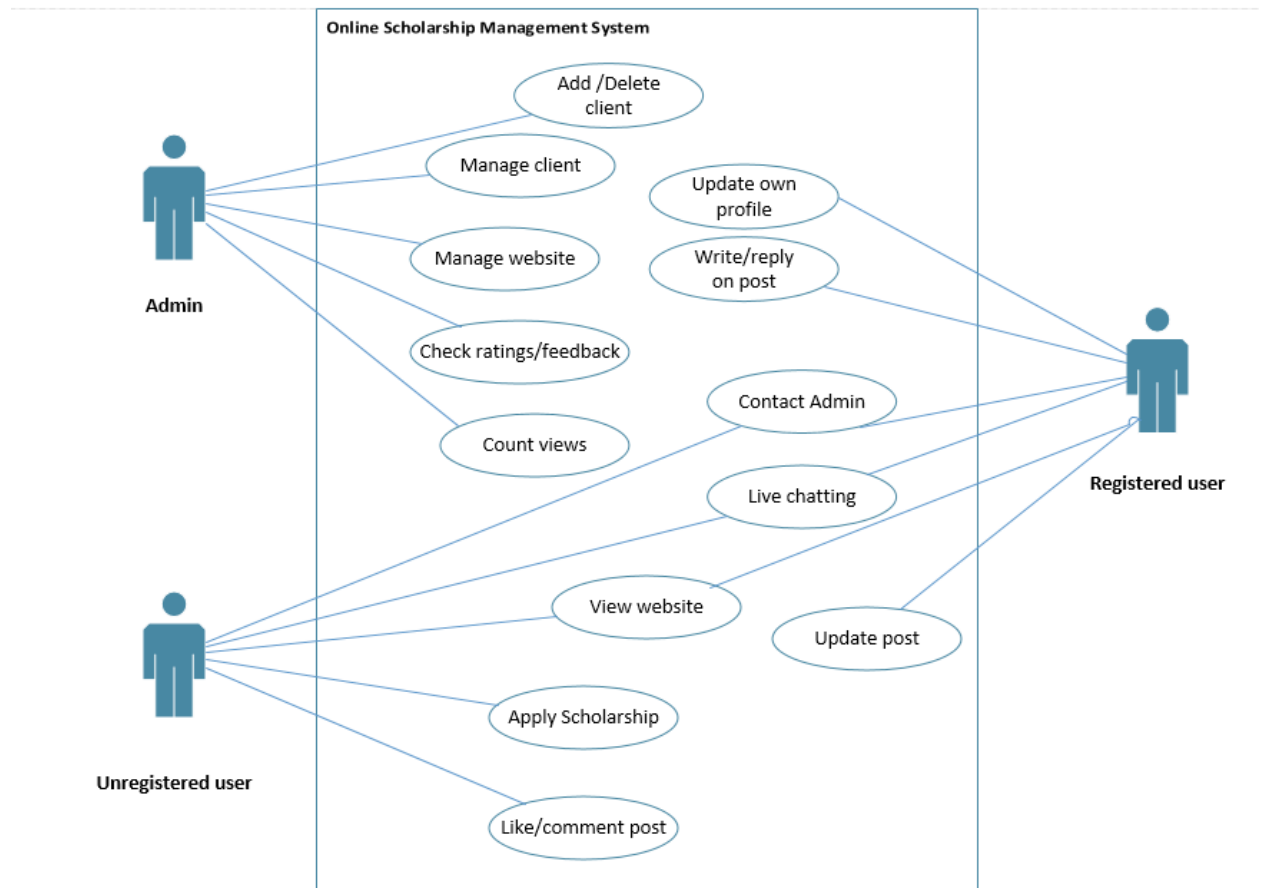 Online Scholarship Management System
Add /Delete
client
Manage client
Update own
profile
Manage website
Write/reply
on post
Admin
Check ratings/feedback
Contact Admin
Count views
Registered user
Live chatting
View website
Update post
Apply Scholarship
Unregistered user
Like/comment post